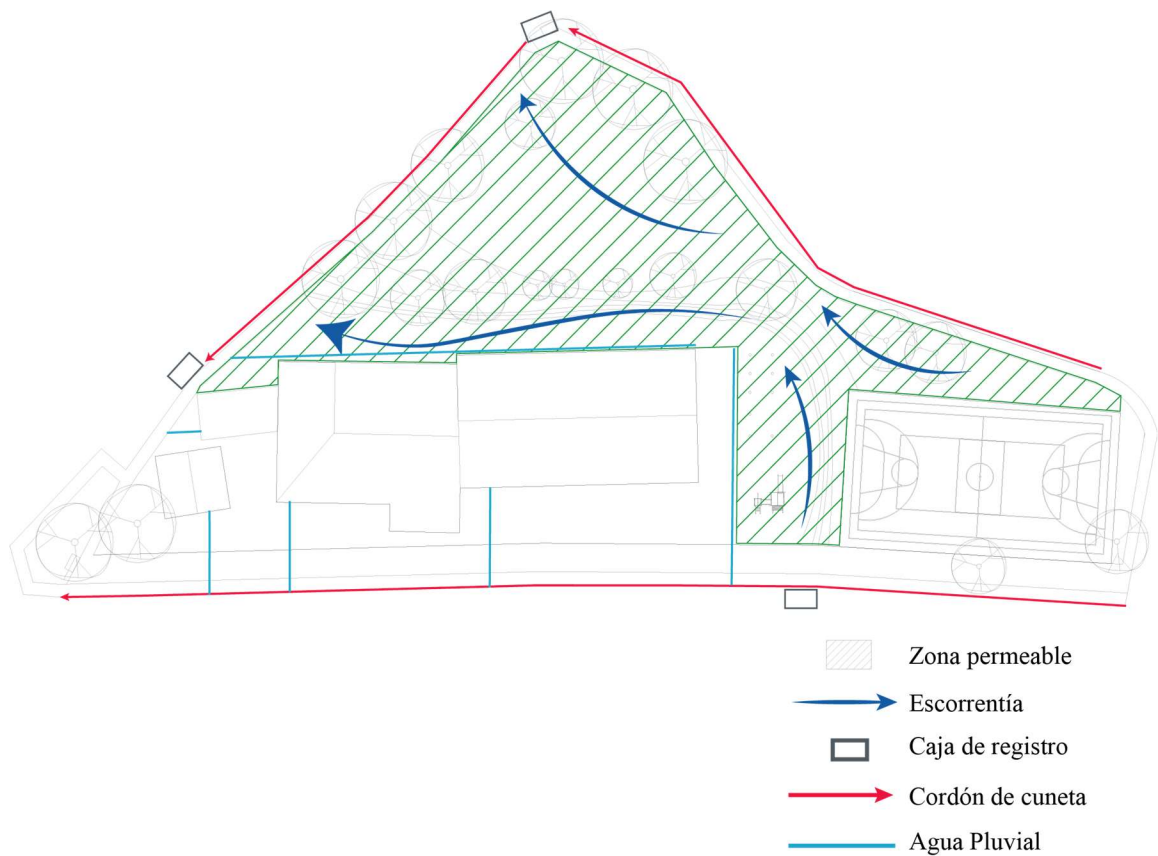 Zona permeable
Escorrentía
Caja de registro
Cordón de cuneta
Agua Pluvial